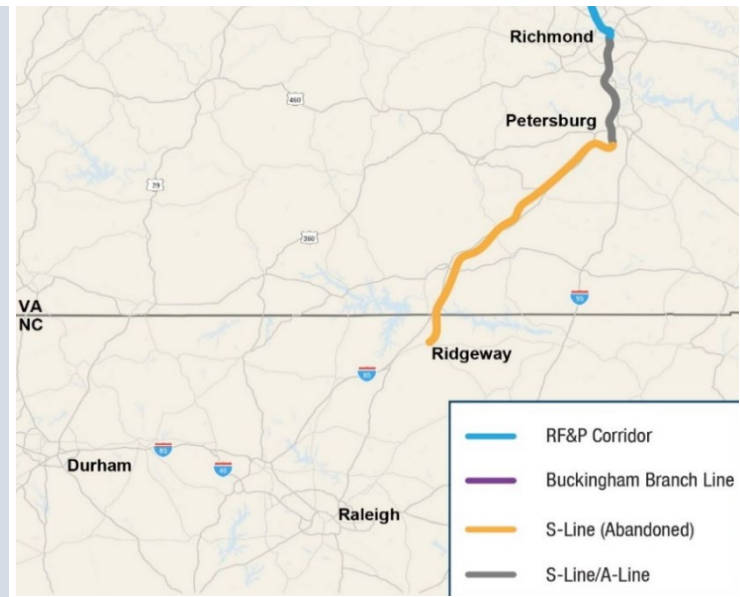 Richmond
460
Petersburg
29
360
VA
NC
95
Ridgeway
85
RF&P Corridor
Durham
85
40
Buckingham Branch Line
Raleigh
S-Line (Abandoned)
S-Line/A-Line